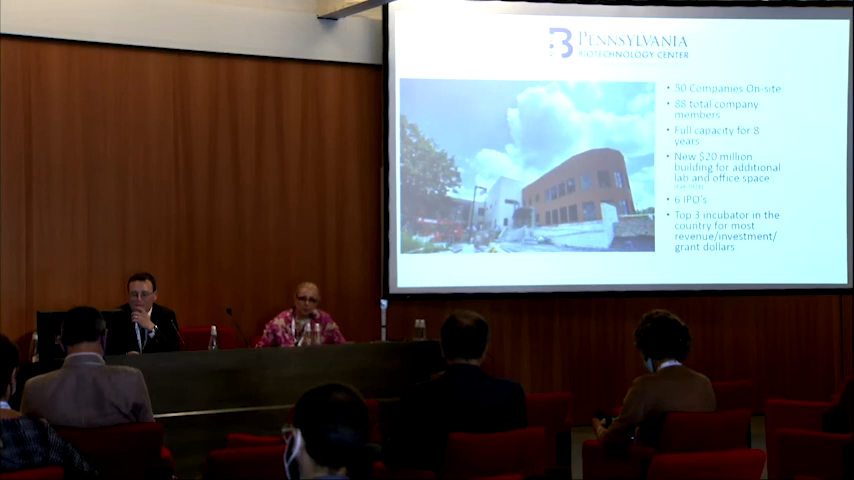 PENNSYLVANIA
BIOTECHNOLOGY CENTER
• 50 Companies On-site
• 88 total company
members
• Full capacity for 8
years
• New $20 million
building for additional
lab and office space
• 6 IPO's
• Top 3 incubator in the
country for most
revenue/investment/
grant dollars